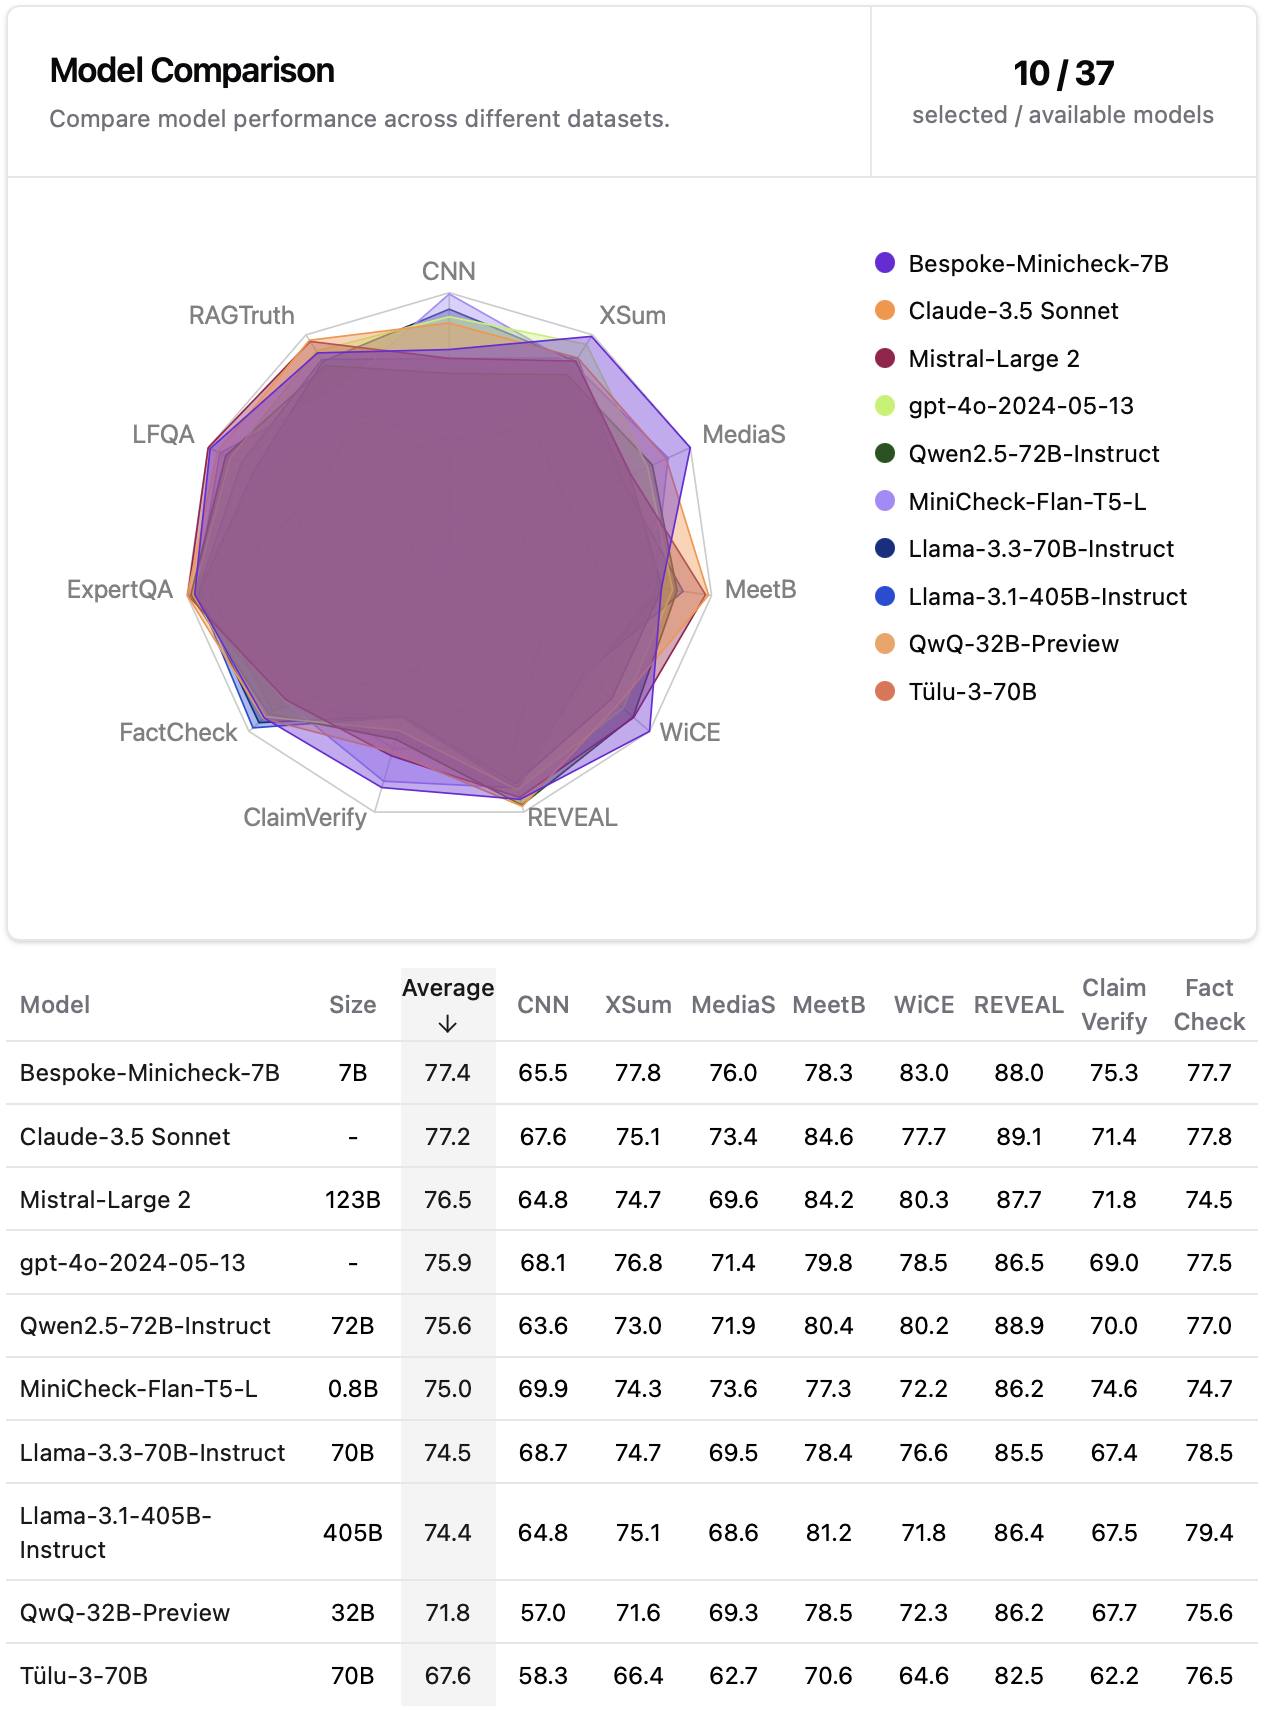 Model Comparison
Compare model performance across different datasets.
10 / 37
selected / available models
CNN
XSum
MediaS
MeetB
WiCE
REVEAL
ClaimVerify
FactCheck
ExpertQA
LFQA
RAGTruth
Bespoke-Minicheck-7B
Claude-3.5 Sonnet
Mistral-Large 2
gpt-4o-2024-05-13
Qwen2.5-72B-Instruct
MiniCheck-Flan-T5-L
Llama-3.3-70B-Instruct
Llama-3.1-405B-Instruct
QwQ-32B-Preview
Tülu-3-70B
Model Size Average ↓ CNN XSum MediaS MeetB WiCE REVEAL Claim Verify Fact Check
Bespoke-Minicheck-7B 7B 77.4 65.5 77.8 76.0 78.3 83.0 88.0 75.3 77.7
Claude-3.5 Sonnet - 77.2 67.6 75.1 73.4 84.6 77.7 89.1 71.4 77.8
Mistral-Large 2 123B 76.5 64.8 74.7 69.6 84.2 80.3 87.7 71.8 74.5
gpt-4o-2024-05-13 - 75.9 68.1 76.8 71.4 79.8 78.5 86.5 69.0 77.5
Qwen2.5-72B-Instruct 72B 75.6 63.6 73.0 71.9 80.4 80.2 88.9 70.0 77.0
MiniCheck-Flan-T5-L 0.8B 75.0 69.9 74.3 73.6 77.3 72.2 86.2 74.6 74.7
Llama-3.3-70B-Instruct 70B 74.5 68.7 74.7 69.5 78.4 76.6 85.5 67.4 78.5
Llama-3.1-405B-
Instruct 405B 74.4 64.8 75.1 68.6 81.2 71.8 86.4 67.5 79.4
QwQ-32B-Preview 32B 71.8 57.0 71.6 69.3 78.5 72.3 86.2 67.7 75.6
Tülu-3-70B 70B 67.6 58.3 66.4 62.7 70.6 64.6 82.5 62.2 76.5